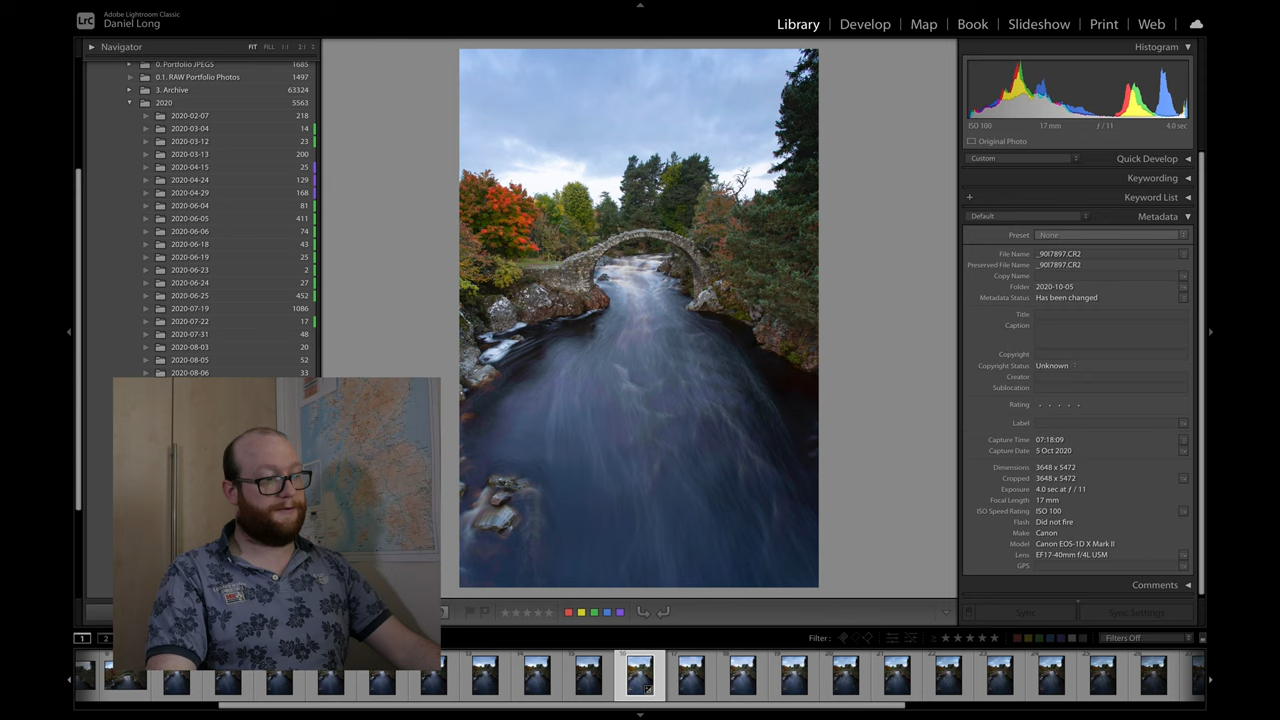 LrC
Adobe Lightroom Classic
Daniel Long
Library | Develop | Map | Book | Slideshow | Print | Web
Navigator FIT FILL 1:1 2:1
0. Portfolio JPEGS 1685
0.1. RAW Portfolio Photos 1497
3. Archive 63324
2020 5563
2020-02-07 218
2020-03-04 14
2020-03-12 23
2020-03-13 200
2020-04-15 25
2020-04-24 129
2020-04-29 168
2020-06-04 81
2020-06-05 411
2020-06-06 74
2020-06-18 43
2020-06-19 25
2020-06-23 2
2020-06-24 27
2020-06-25 452
2020-07-19 1086
2020-07-22 17
2020-07-31 48
2020-08-03 20
2020-08-05 52
2020-08-06 33
Histogram
ISO 100 17 mm ƒ / 11 4.0 sec
Original Photo
Custom Quick Develop
Keywording
+ Keyword List
Default Metadata
Preset None
File Name _90I7897.CR2
Preserved File Name _90I7897.CR2
Copy Name
Folder 2020-10-05
Metadata Status Has been changed
Title
Caption
Copyright
Copyright Status Unknown
Creator
Sublocation
Rating
Label
Capture Time 07:18:09
Capture Date 5 Oct 2020
Dimensions 3648 x 5472
Cropped 3648 x 5472
Exposure 4.0 sec at ƒ / 11
Focal Length 17 mm
ISO Speed Rating ISO 100
Flash Did not fire
Make Canon
Model Canon EOS-1D X Mark II
Lens EF17-40mm f/4L USM
GPS
Comments
Sync Sync Settings
1 2
Filter : Filters Off